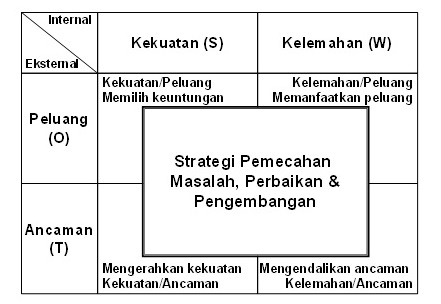 Internal
Eksternal
Kekuatan (S)
Kelemahan (W)
Peluang
(O)
Kekuatan/Peluang
Memilih keuntungan
Kelemahan/Peluang
Memanfaatkan peluang
Strategi Pemecahan
Masalah, Perbaikan &
Pengembangan
Ancaman
(T)
Mengerahkan kekuatan
Kekuatan/Ancaman
Mengendalikan ancaman
Kelemahan/Ancaman